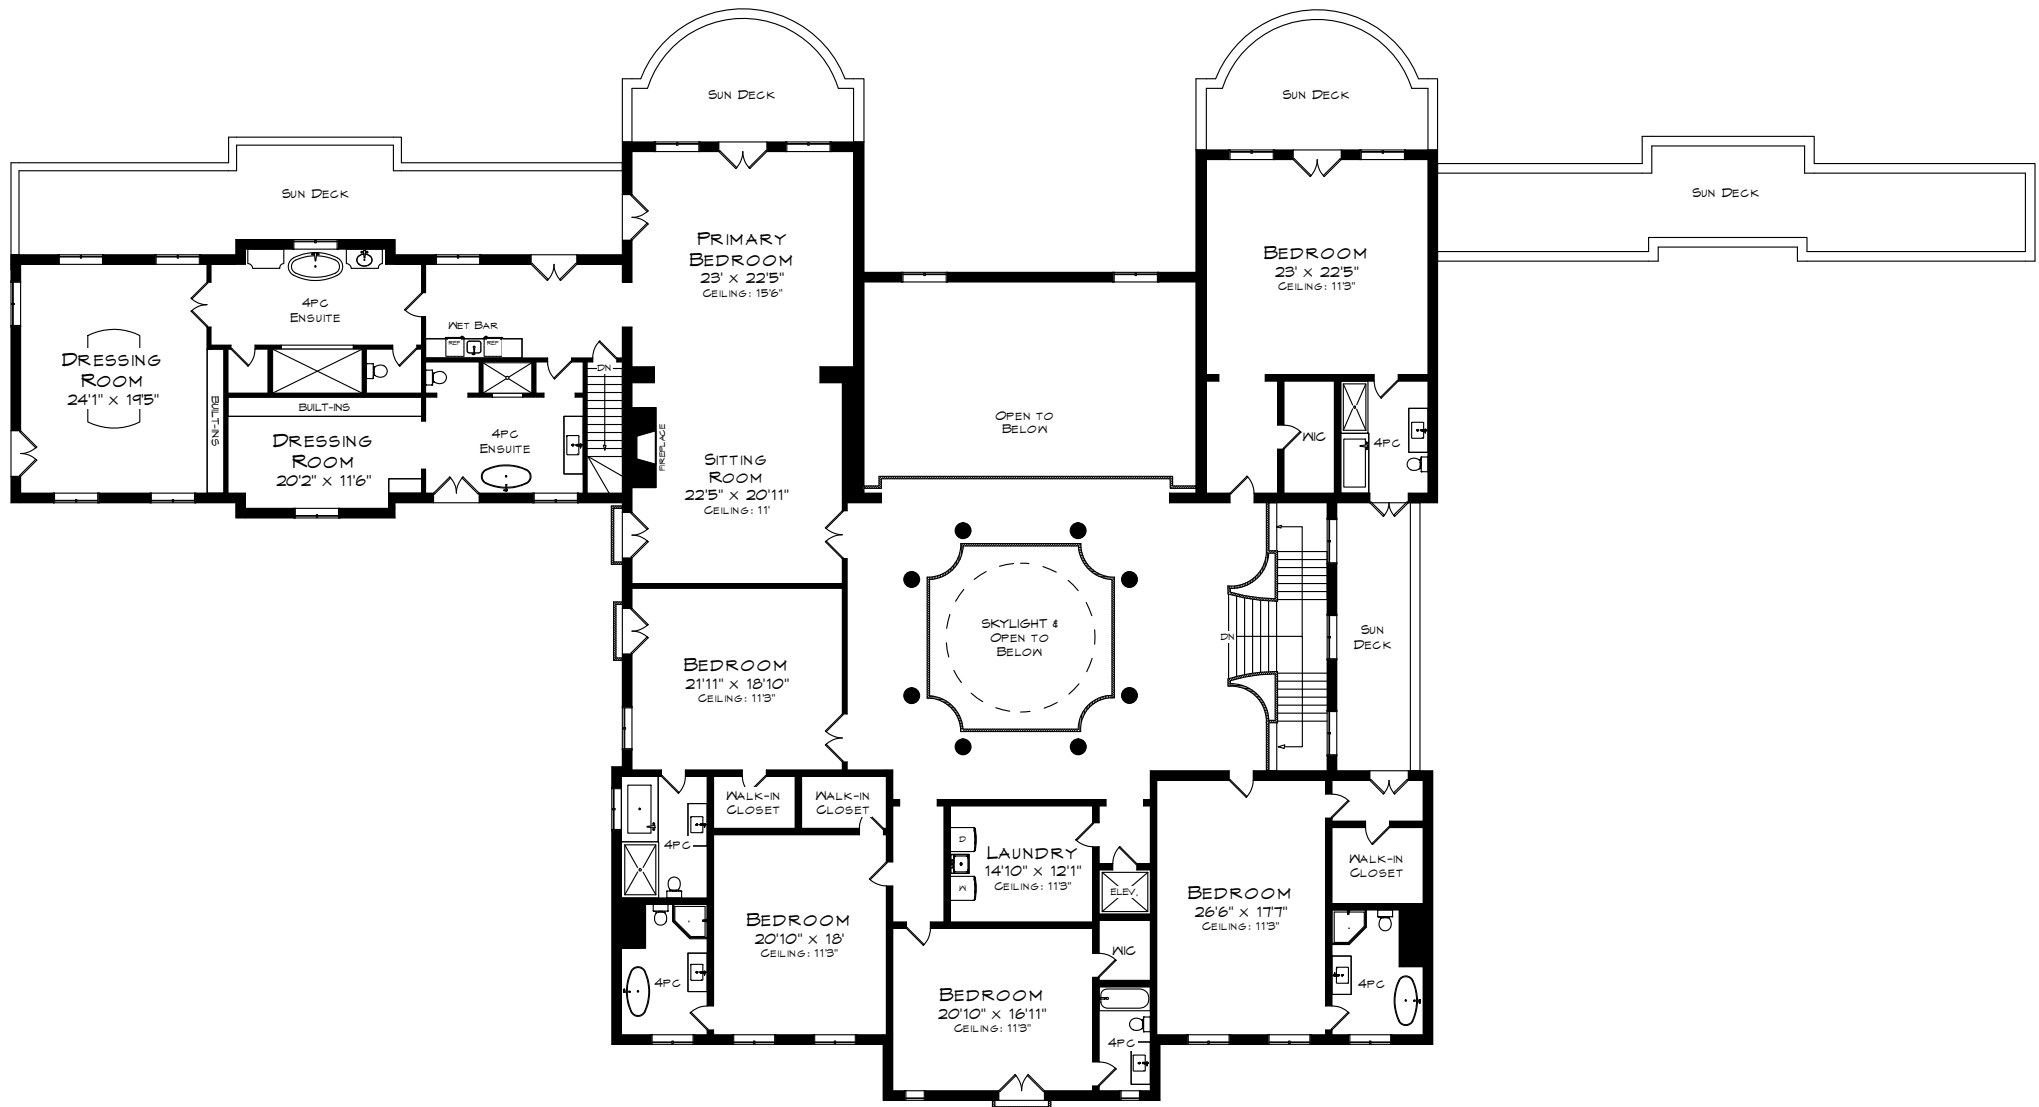 Sun Deck
Sun Deck
Sun Deck
Sun Deck
Primary
Bedroom
23' x 22'5"
Ceiling: 15'6"
Bedroom
23' x 22'5"
Ceiling: 11'3"
4PC
Ensuite
Wet Bar
REF
REF
Dressing
Room
24'1" x 19'5"
Built-ins
Built-ins
Dressing
Room
20'2" x 11'6"
4PC
Ensuite
DN
Fireplace
Sitting
Room
22'5" x 20'11"
Ceiling: 11'
Open to
Below
WIC
4PC
Skylight &
Open to
Below
DN
Sun
Deck
Bedroom
21'11" x 18'10"
Ceiling: 11'3"
Walk-in
Closet
Walk-in
Closet
4PC
D
W
Laundry
14'10" x 12'1"
Ceiling: 11'3"
Elev.
Walk-in
Closet
Bedroom
26'6" x 17'7"
Ceiling: 11'3"
Bedroom
20'10" x 18'
Ceiling: 11'3"
4PC
WIC
Bedroom
20'10" x 16'11"
Ceiling: 11'3"
4PC
4PC